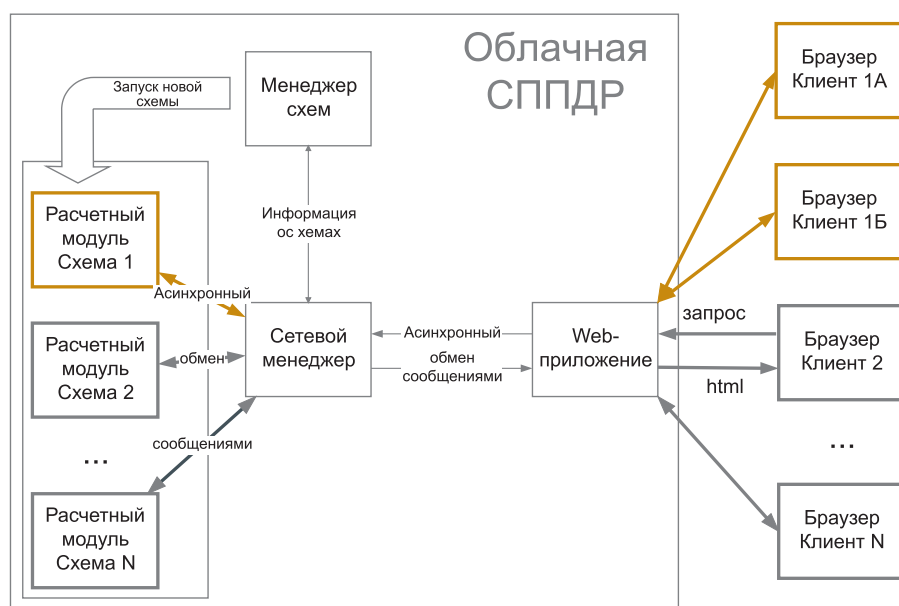 Облачная
СППДР
Запуск новой
схемы
Менеджер
схем
Информация
ос хемах
Расчетный
модуль
Схема 1
Асинхронный
Расчетный
модуль
Схема 2
обмен
сообщениями
...
Расчетный
модуль
Схема N
Сетевой
менеджер
Асинхронный
обмен
сообщениями
Web-
приложение
запрос
html
Браузер
Клиент 1А
Браузер
Клиент 1Б
Браузер
Клиент 2
...
Браузер
Клиент N